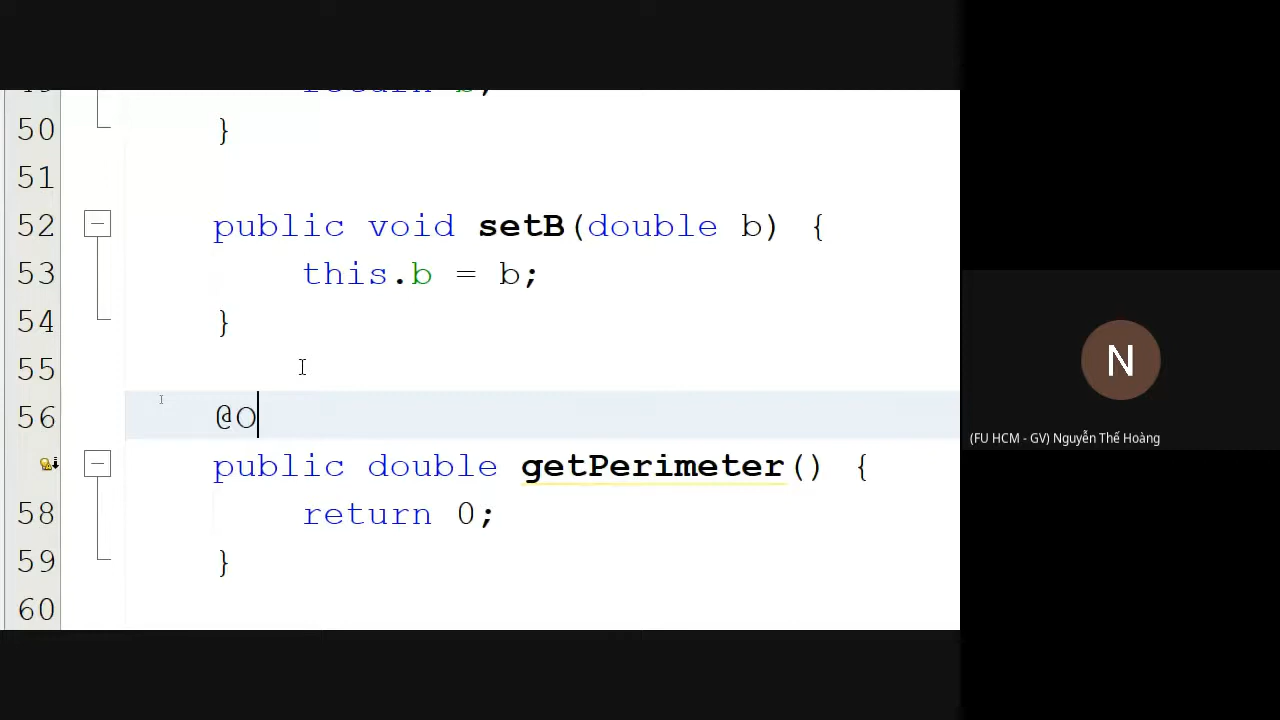 50 }
51
52 public void setB(double b) {
53 this.b = b;
54 }
55
56 @O
public double getPerimeter() {
58 return 0;
59 }
60
N
(FU HCM - GV) Nguyễn Thế Hoàng